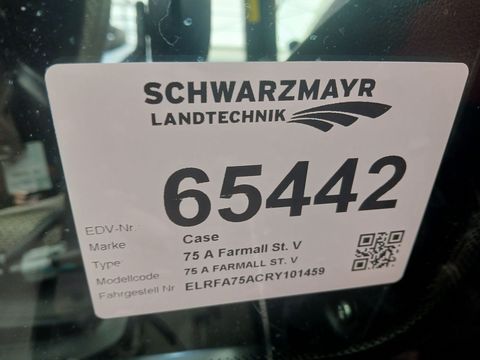 SCHWARZMAYR
LANDTECHNIK
EDV-Nr. 65442
Marke Case
Type: 75 A Farmall St. V
Modellcode 75 A FARMALL ST. V
Fahrgestell Nr ELRFA75ACRY101459